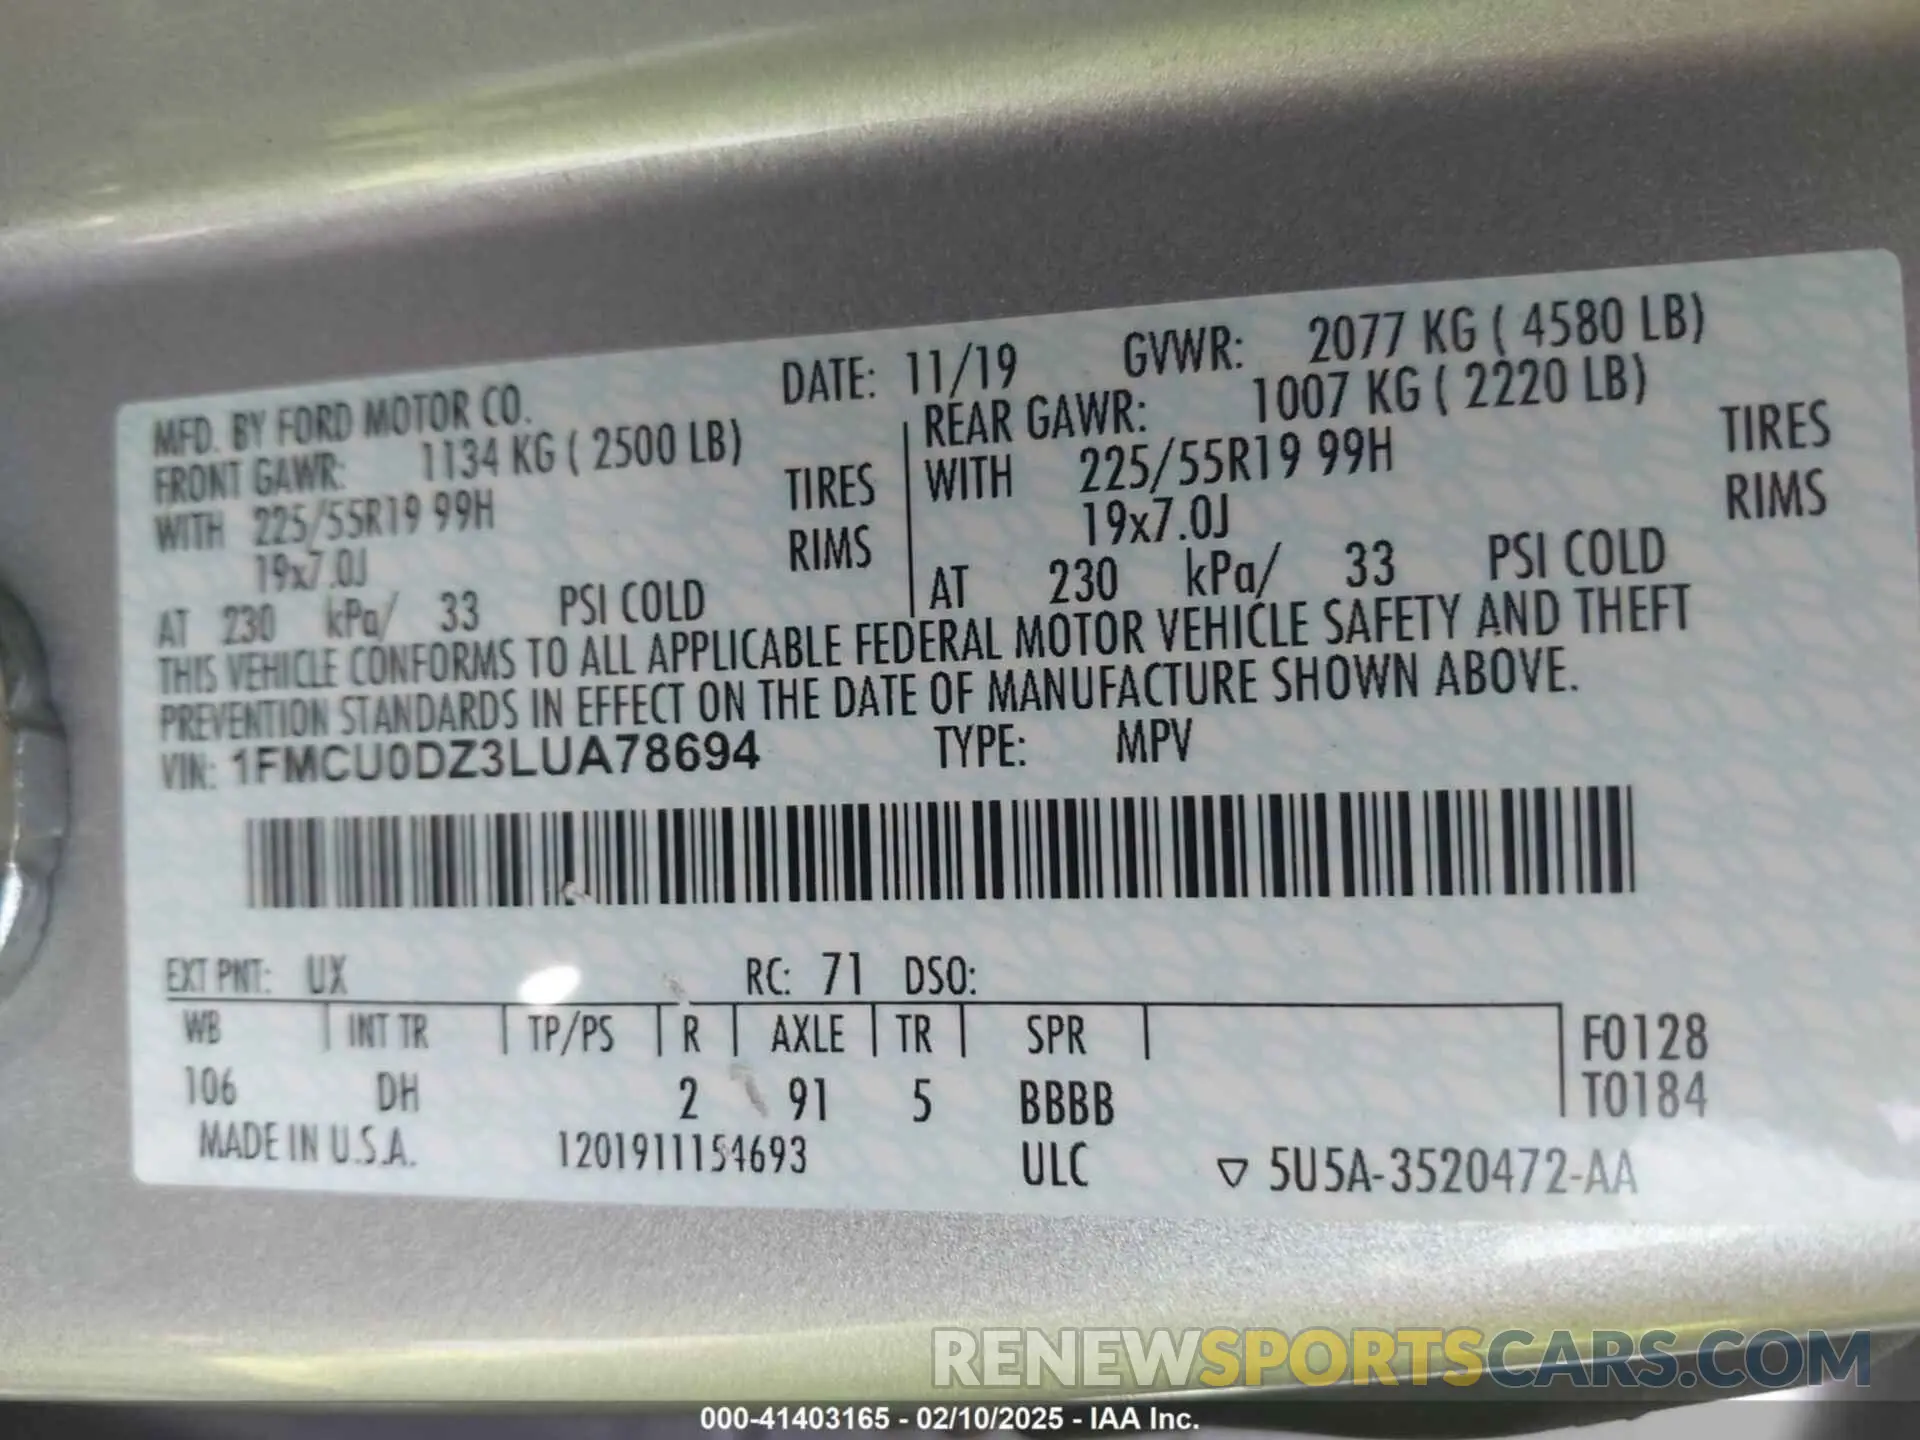 MFD. BY FORD MOTOR CO. DATE: 11/19 GVWR: 2077 KG ( 4580 LB)
FRONT GAWR: 1134 KG ( 2500 LB) REAR GAWR: 1007 KG ( 2220 LB)
WITH 225/55R19 99H TIRES WITH 225/55R19 99H TIRES
19x7.0J RIMS 19x7.0J RIMS
AT 230 kPa/ 33 PSI COLD AT 230 kPa/ 33 PSI COLD
THIS VEHICLE CONFORMS TO ALL APPLICABLE FEDERAL MOTOR VEHICLE SAFETY AND THEFT
PREVENTION STANDARDS IN EFFECT ON THE DATE OF MANUFACTURE SHOWN ABOVE.
VIN: 1FMCU0DZ3LUA78694 TYPE: MPV
EXT PNT: UX RC: 71 DSO:
WB INT TR TP/PS R AXLE TR SPR F0128
106 DH 2 91 5 BBBB T0184
MADE IN U.S.A. 1201911154693 ULC ▽ 5U5A-3520472-AA
RENEWSPORTSCARS.COM
000-41403165 - 02/10/2025 - IAA Inc.